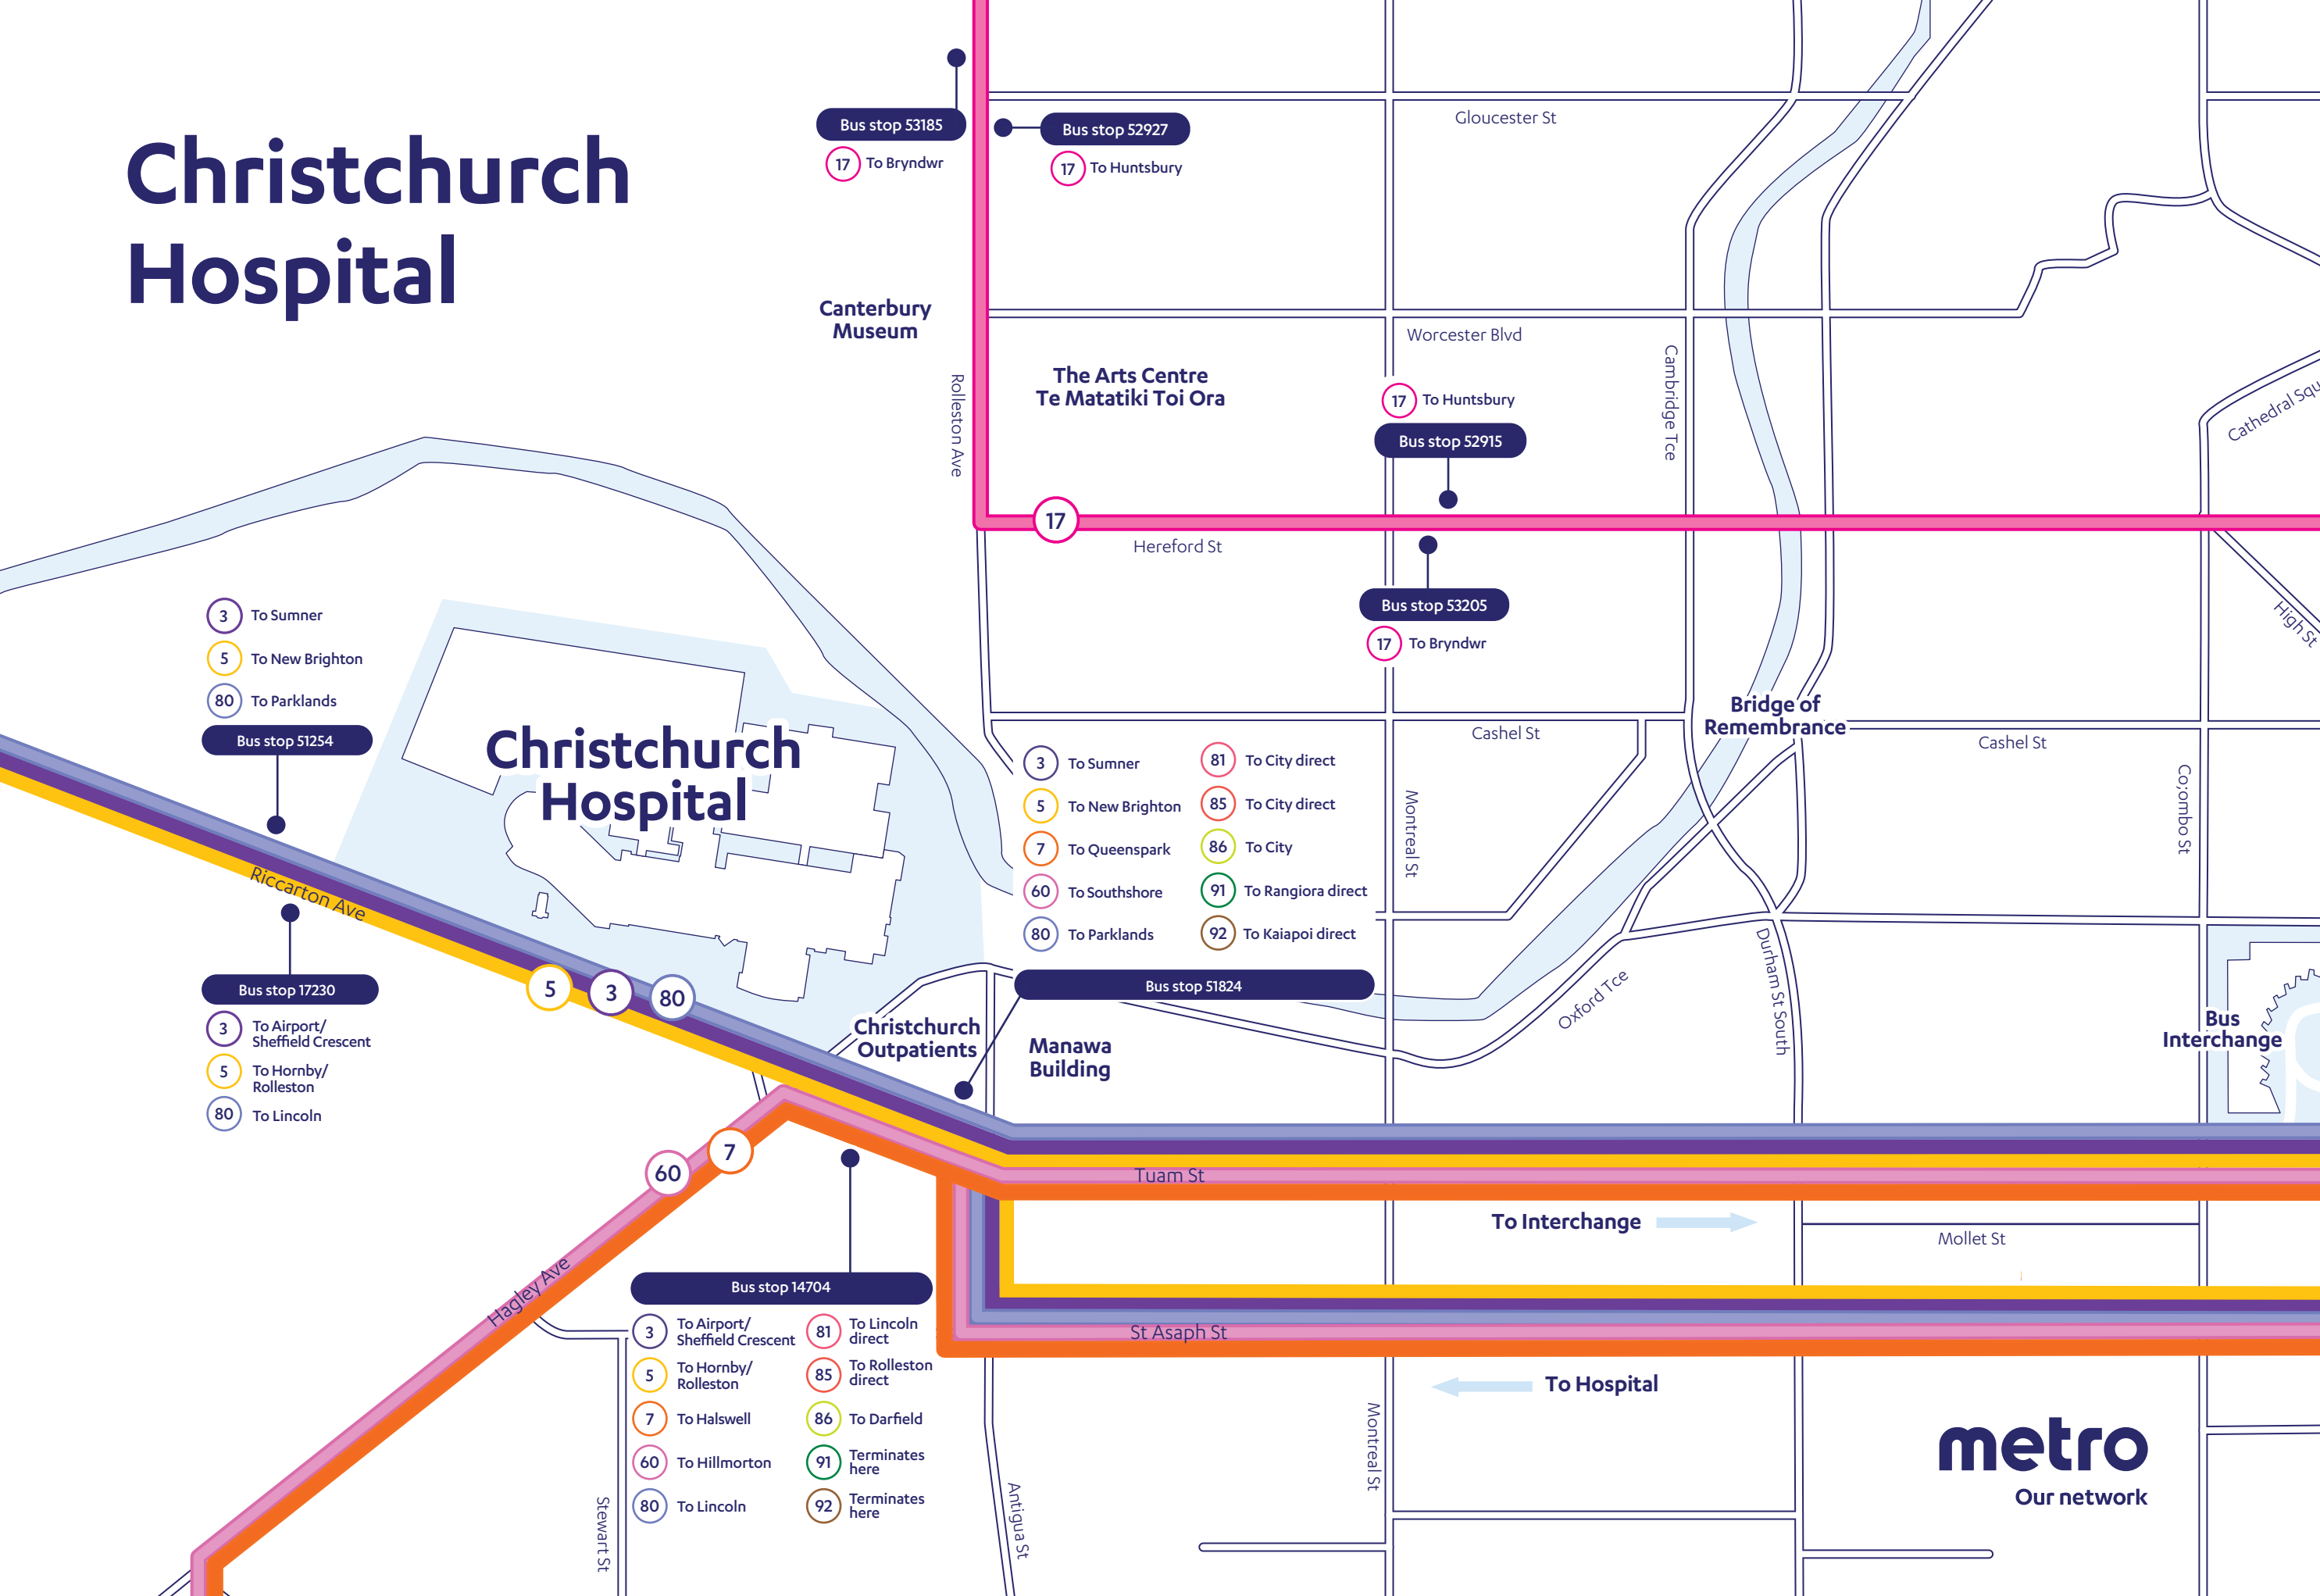 Christchurch
Hospital
Bus stop 53185
17 To Bryndwr
Bus stop 52927
17 To Huntsbury
Gloucester St
Canterbury
Museum
Worcester Blvd
Rolleston Ave
The Arts Centre
Te Matatiki Toi Ora
Cambridge Tce
17 To Huntsbury
Bus stop 52915
Cathedral Squ
17
Hereford St
Bus stop 53205
17 To Bryndwr
High St
3 To Sumner
5 To New Brighton
80 To Parklands
Bus stop 51254
Christchurch
Hospital
Riccarton Ave
Bridge of
Remembrance
Cashel St
Cashel St
3 To Sumner
5 To New Brighton
7 To Queenspark
60 To Southshore
80 To Parklands
81 To City direct
85 To City direct
86 To City
91 To Rangiora direct
92 To Kaiapoi direct
Bus stop 51824
Montreal St
Co;ombo St
Durham St South
Oxford Tce
Bus stop 17230
3 To Airport/
Sheffield Crescent
5 To Hornby/
Rolleston
80 To Lincoln
5
3
80
Christchurch
Outpatients
Manawa
Building
Bus
Interchange
60
7
Tuam St
To Interchange
Mollet St
Hagley Ave
Bus stop 14704
3 To Airport/
Sheffield Crescent
5 To Hornby/
Rolleston
7 To Halswell
60 To Hillmorton
80 To Lincoln
81 To Lincoln
direct
85 To Rolleston
direct
86 To Darfield
91 Terminates
here
92 Terminates
here
St Asaph St
To Hospital
Montreal St
Stewart St
Antigua St
metro
Our network